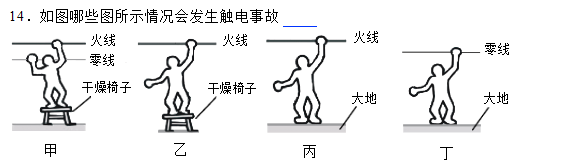 14．如图哪些图所示情况会发生触电事故
火线
零线
干燥椅子
甲
火线
干燥椅子
乙
火线
大地
丙
零线
大地
丁